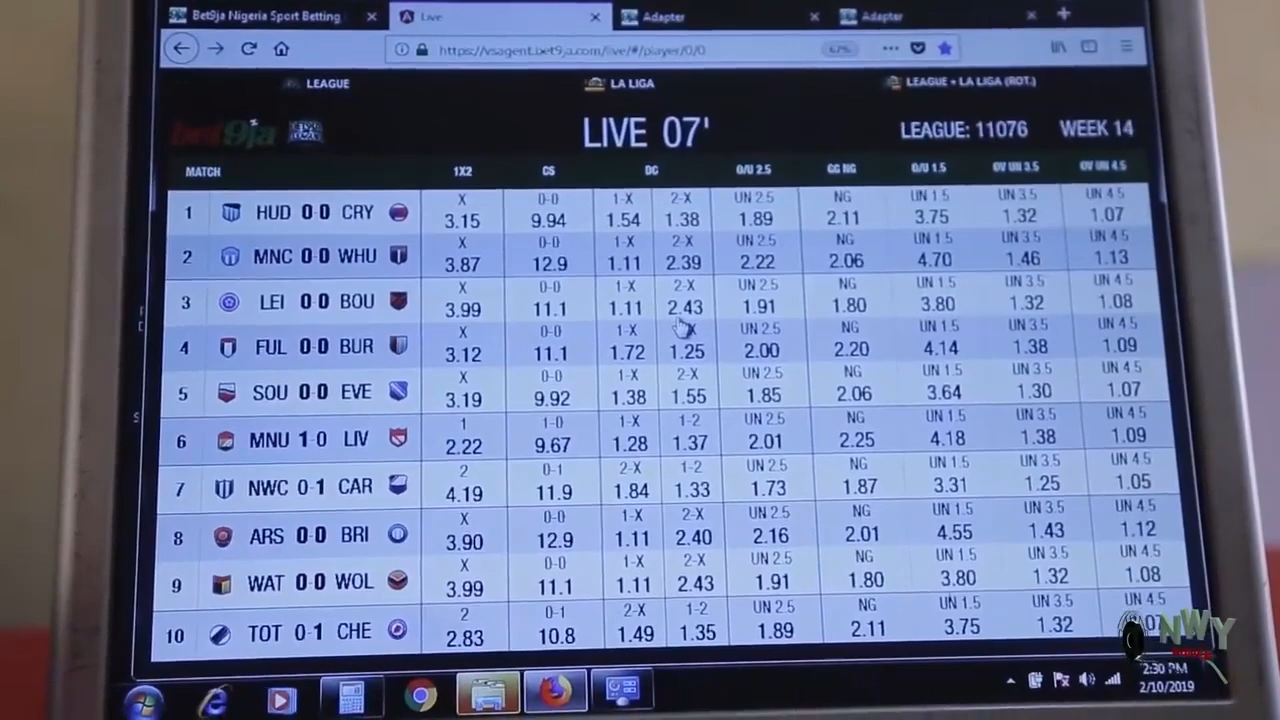 Bet9ja Nigeria Sport Betting × Live × Adapter × Adapter × +
https://vsagent.bet9ja.com/live/#/player/0/0 67%
LEAGUE LA LIGA LEAGUE + LA LIGA (ROT.)
bet9ja LIVE 07' LEAGUE: 11076 WEEK 14
MATCH 1X2 CS DC O/U 2.5 GG NG O/U 1.5 OV UN 3.5 OV UN 4.5
X 0-0 1-X 2-X UN 2.5 NG UN 1.5 UN 3.5 UN 4.5
1 HUD 0-0 CRY 3.15 9.94 1.54 1.38 1.89 2.11 3.75 1.32 1.07
X 0-0 1-X 2-X UN 2.5 NG UN 1.5 UN 3.5 UN 4.5
2 MNC 0-0 WHU 3.87 12.9 1.11 2.39 2.22 2.06 4.70 1.46 1.13
X 0-0 1-X 2-X UN 2.5 NG UN 1.5 UN 3.5 UN 4.5
3 LEI 0-0 BOU 3.99 11.1 1.11 2.43 1.91 1.80 3.80 1.32 1.08
X 0-0 1-X X UN 2.5 NG UN 1.5 UN 3.5 UN 4.5
4 FUL 0-0 BUR 3.12 11.1 1.72 1.25 2.00 2.20 4.14 1.38 1.09
X 0-0 1-X 2-X UN 2.5 NG UN 1.5 UN 3.5 UN 4.5
5 SOU 0-0 EVE 3.19 9.92 1.38 1.55 1.85 2.06 3.64 1.30 1.07
1 1-0 1-X 1-2 UN 2.5 NG UN 1.5 UN 3.5 UN 4.5
6 MNU 1-0 LIV 2.22 9.67 1.28 1.37 2.01 2.25 4.18 1.38 1.09
2 0-1 2-X 1-2 UN 2.5 NG UN 1.5 UN 3.5 UN 4.5
7 NWC 0-1 CAR 4.19 11.9 1.84 1.33 1.73 1.87 3.31 1.25 1.05
X 0-0 1-X 2-X UN 2.5 NG UN 1.5 UN 3.5 UN 4.5
8 ARS 0-0 BRI 3.90 12.9 1.11 2.40 2.16 2.01 4.55 1.43 1.12
X 0-0 1-X 2-X UN 2.5 NG UN 1.5 UN 3.5 UN 4.5
9 WAT 0-0 WOL 3.99 11.1 1.11 2.43 1.91 1.80 3.80 1.32 1.08
2 0-1 2-X 1-2 UN 2.5 NG UN 1.5 UN 3.5 UN 4.5
10 TOT 0-1 CHE 2.83 10.8 1.49 1.35 1.89 2.11 3.75 1.32
NWY
2:30 PM
2/10/2019